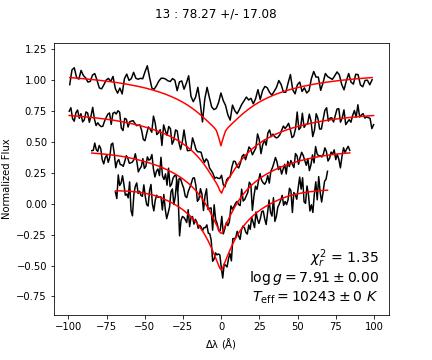 13 : 78.27 +/- 17.08
1.25
1.00
0.75
0.50
0.25
0.00
−0.25
−0.50
−0.75
Normalized Flux
χ²ᵣ = 1.35
log g = 7.91 ± 0.00
T_eff = 10243 ± 0 K
−100 −75 −50 −25 0 25 50 75 100
Δλ (Å)